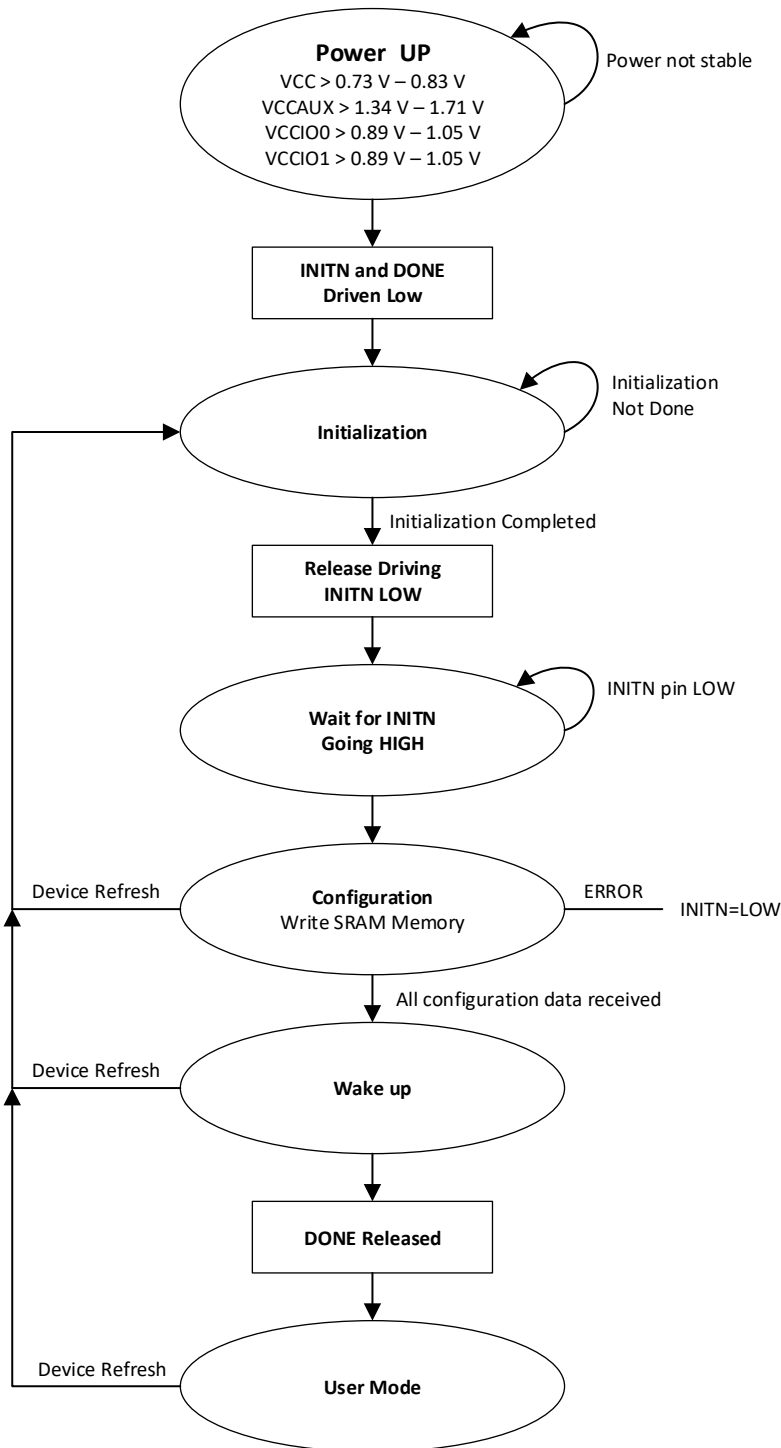 Power UP
VCC > 0.73 V – 0.83 V
VCCAUX > 1.34 V – 1.71 V
VCCIO0 > 0.89 V – 1.05 V
VCCIO1 > 0.89 V – 1.05 V
Power not stable
INITN and DONE
Driven Low
Initialization
Initialization
Not Done
Initialization Completed
Release Driving
INITN LOW
Wait for INITN
Going HIGH
INITN pin LOW
Device Refresh
Configuration
Write SRAM Memory
ERROR
INITN=LOW
All configuration data received
Device Refresh
Wake up
DONE Released
Device Refresh
User Mode